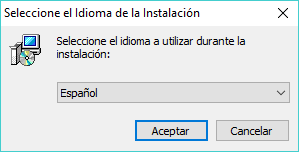 Seleccione el Idioma de la Instalación
Seleccione el idioma a utilizar durante la
instalación:
Español
Aceptar
Cancelar